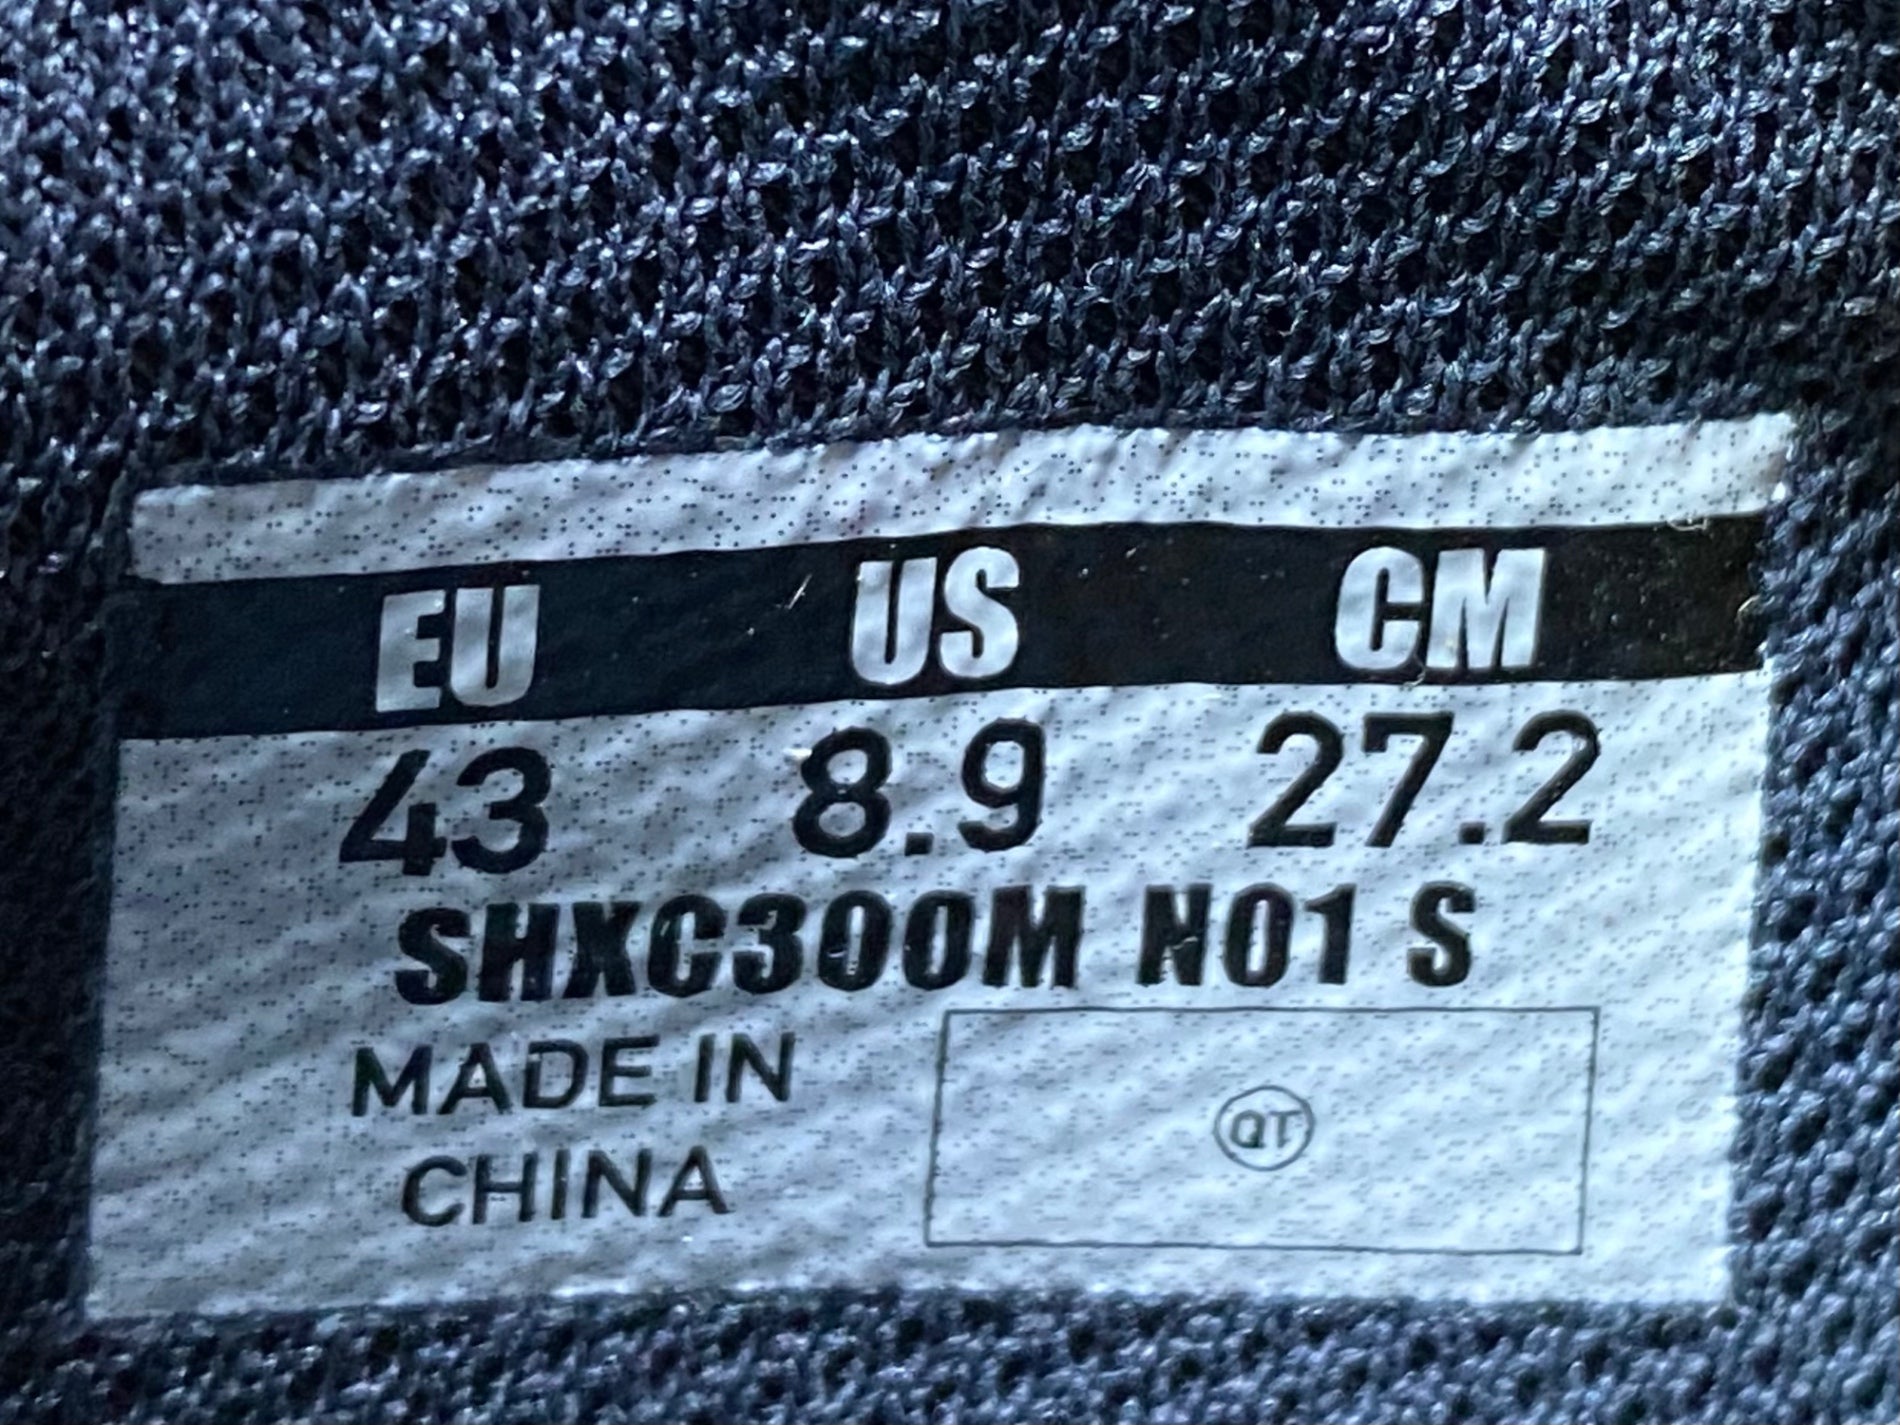 EU US CM
43 8.9 27.2
SHXC300M N01 S
MADE IN
CHINA
QT